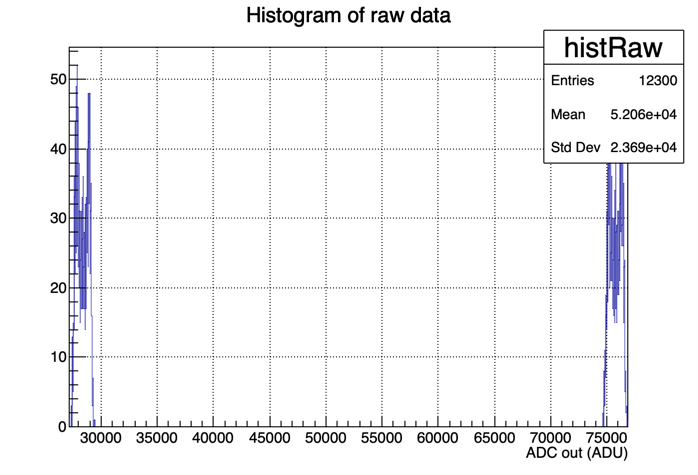 Histogram of raw data
histRaw
Entries 12300
Mean 5.206e+04
Std Dev 2.369e+04
50
40
30
20
10
0
30000 35000 40000 45000 50000 55000 60000 65000 70000 75000
ADC out (ADU)